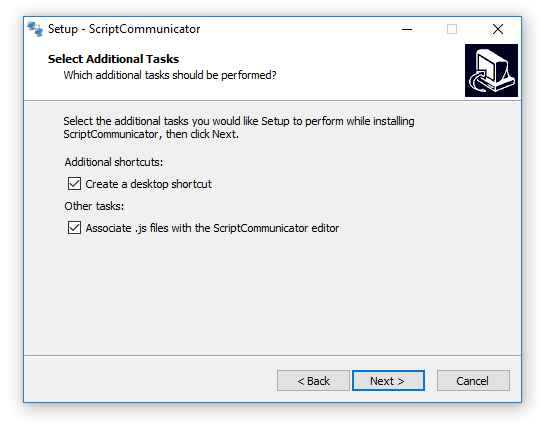 Setup - ScriptCommunicator
Select Additional Tasks
Which additional tasks should be performed?
Select the additional tasks you would like Setup to perform while installing
ScriptCommunicator, then click Next.
Additional shortcuts:
Create a desktop shortcut
Other tasks:
Associate .js files with the ScriptCommunicator editor
< Back
Next >
Cancel